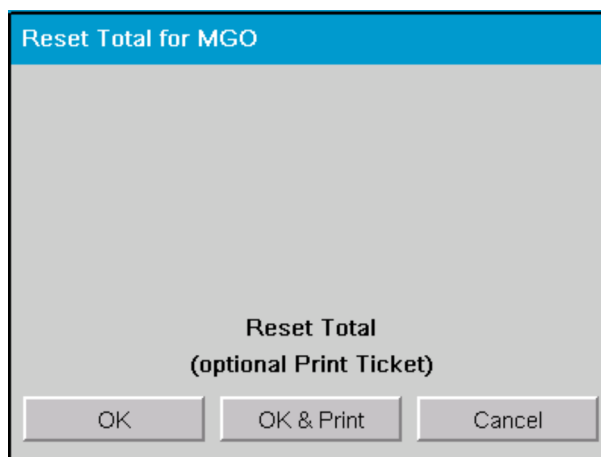 Reset Total for MGO
Reset Total
(optional Print Ticket)
OK
OK & Print
Cancel